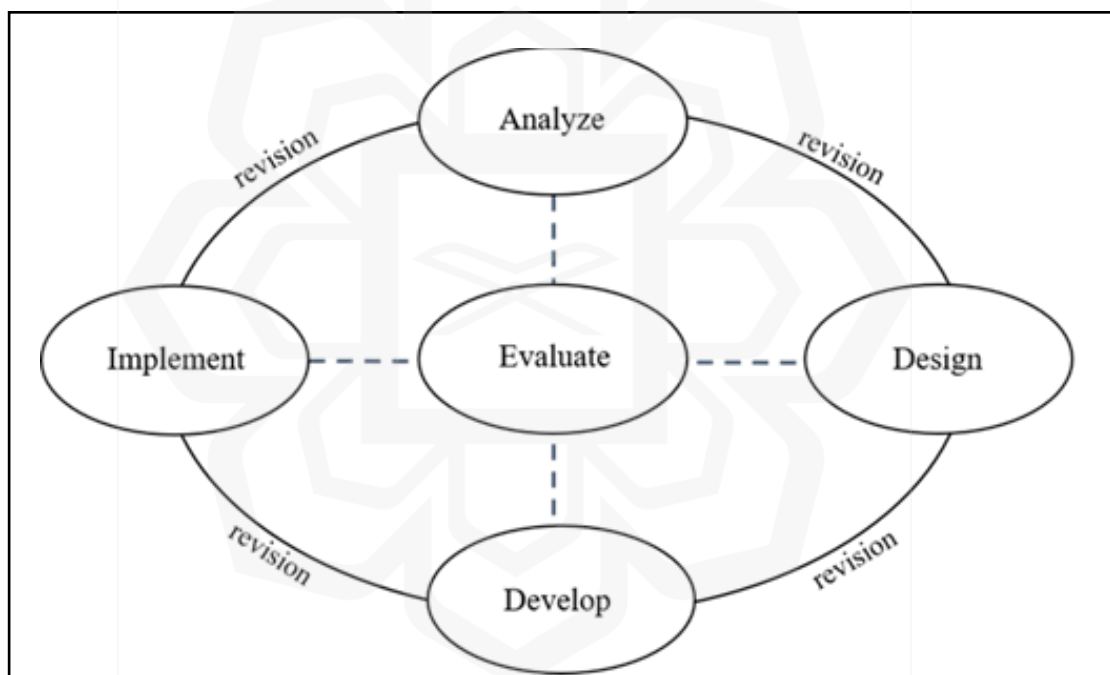 Analyze
revision
revision
Implement
Evaluate
Design
revision
revision
Develop